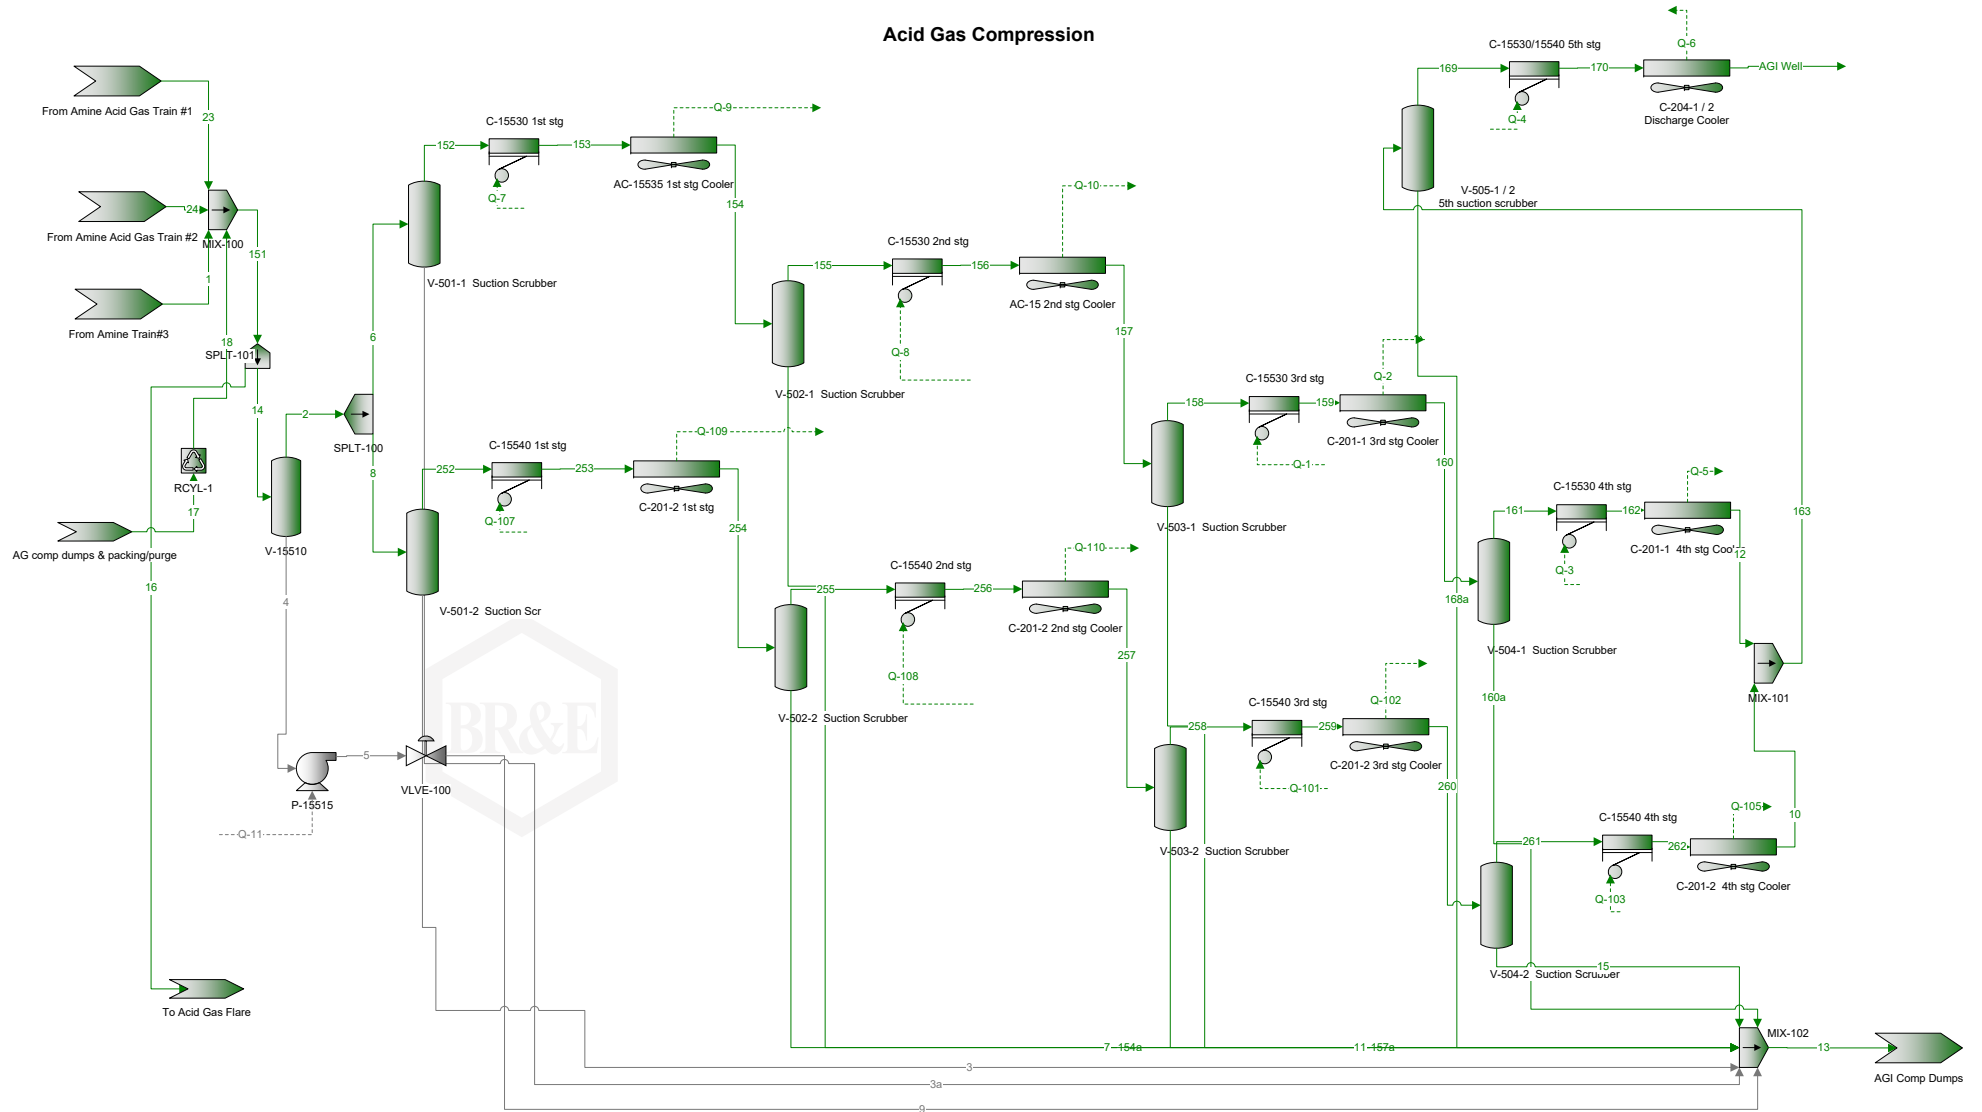 Acid Gas Compression
From Amine Acid Gas Train #1
23
From Amine Acid Gas Train #2
24
MIX-100
151
1
From Amine Train#3
18
SPLT-101
14
2
RCYL-1
17
AG comp dumps & packing/purge
16
V-15510
4
SPLT-100
6
8
To Acid Gas Flare
P-15515
Q-11
5
VLVE-100
BR&E
152
C-15530 1st stg
Q-7
153
Q-9
AC-15535 1st stg Cooler
154
V-501-1 Suction Scrubber
155
C-15530 2nd stg
Q-8
156
Q-10
AC-15 2nd stg Cooler
157
V-502-1 Suction Scrubber
252
C-15540 1st stg
Q-107
253
Q-109
C-201-2 1st stg
254
V-501-2 Suction Scr
255
C-15540 2nd stg
Q-108
256
Q-110
C-201-2 2nd stg Cooler
257
V-502-2 Suction Scrubber
158
C-15530 3rd stg
Q-1
159
Q-2
C-201-1 3rd stg Cooler
160
V-503-1 Suction Scrubber
258
C-15540 3rd stg
Q-101
259
Q-102
C-201-2 3rd stg Cooler
260
V-503-2 Suction Scrubber
161
C-15530 4th stg
Q-3
162
Q-5
C-201-1 4th stg Coo
12
163
168a
V-504-1 Suction Scrubber
160a
MIX-101
10
261
C-15540 4th stg
Q-103
262
Q-105
C-201-2 4th stg Cooler
V-504-2 Suction Scrubber
15
169
C-15530/15540 5th stg
Q-4
170
Q-6
AGI Well
C-204-1 / 2
Discharge Cooler
V-505-1 / 2
5th suction scrubber
7
154a
11
157a
3
3a
9
MIX-102
13
AGI Comp Dumps